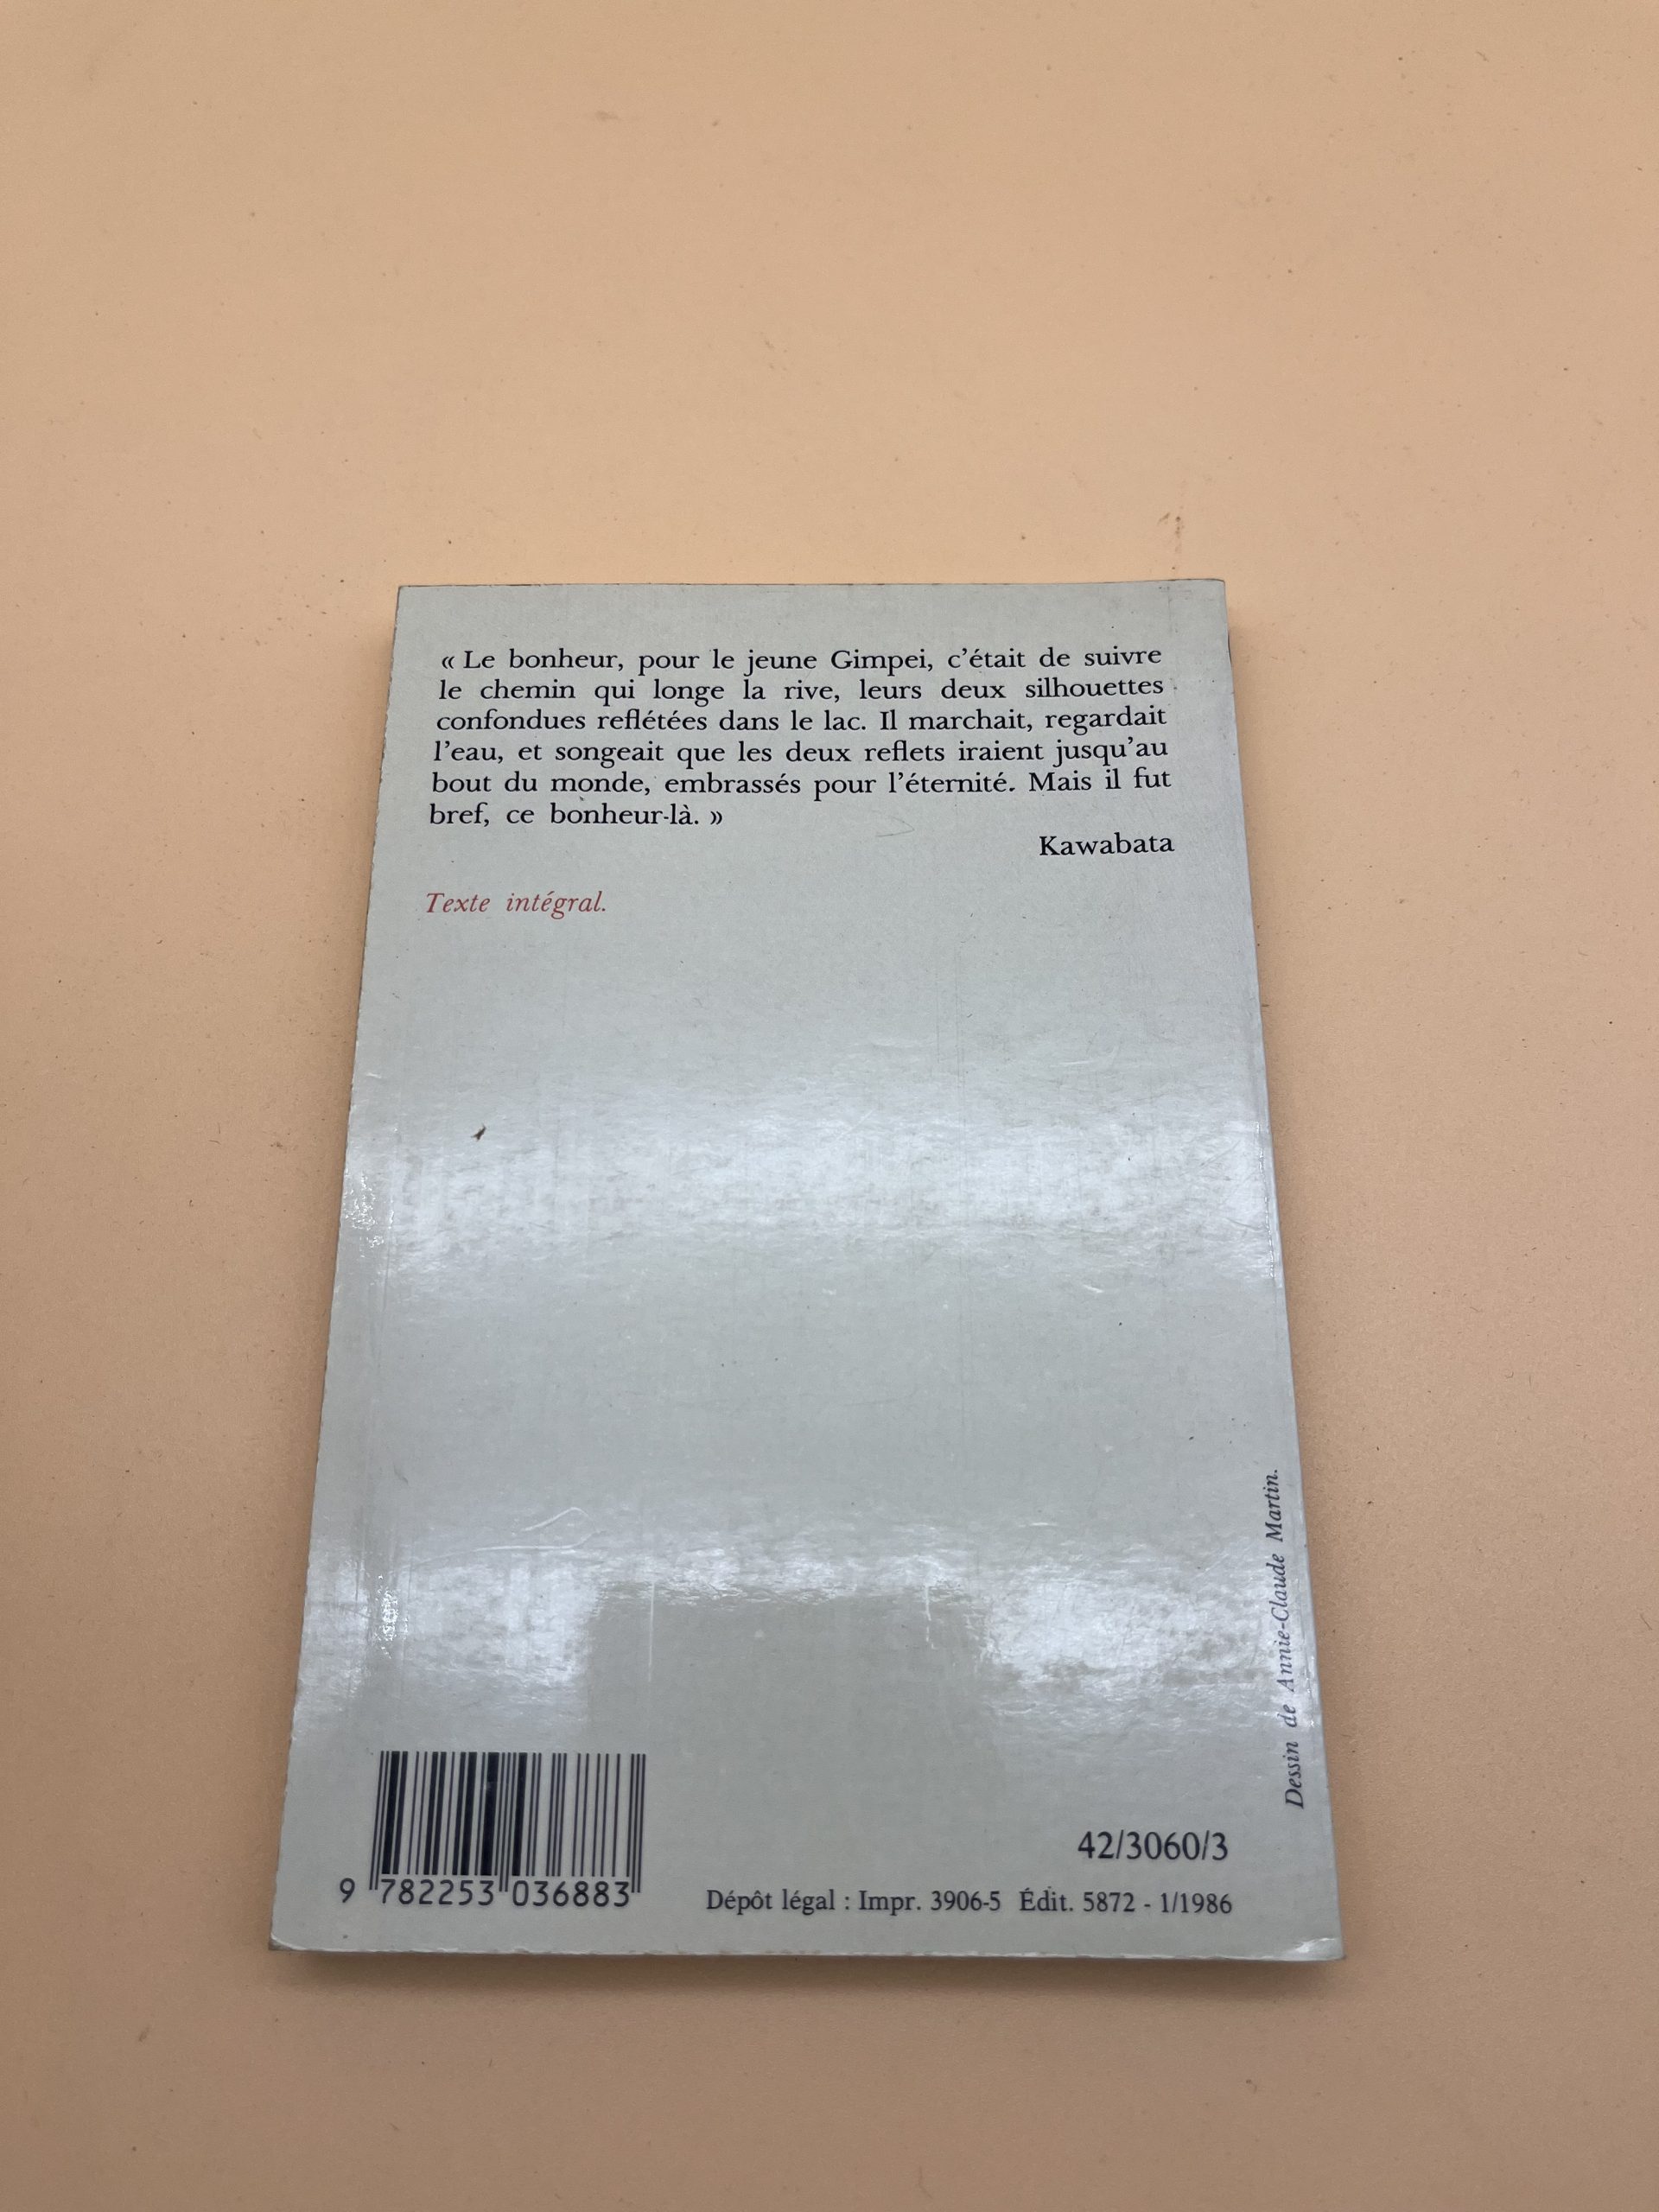 « Le bonheur, pour le jeune Gimpei, c'était de suivre
le chemin qui longe la rive, leurs deux silhouettes
confondues reflétées dans le lac. Il marchait, regardait
l'eau, et songeait que les deux reflets iraient jusqu'au
bout du monde, embrassés pour l'éternité. Mais il fut
bref, ce bonheur-là. »
Kawabata
Texte intégral.
Dessin de Annie-Claude Martin.
42/3060/3
9 782253 036883
Dépôt légal : Impr. 3906-5 Édit. 5872 - 1/1986